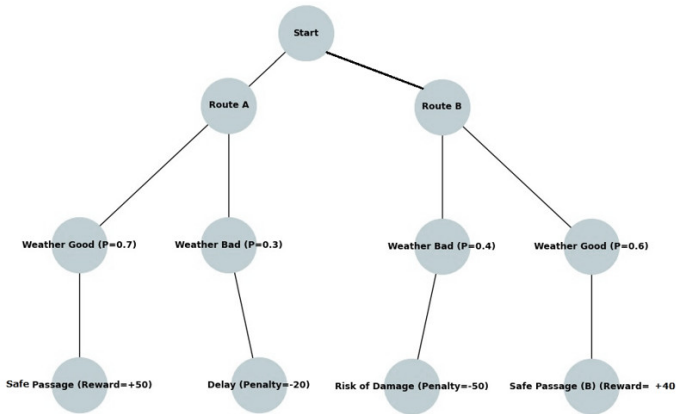 Start
Route A
Route B
Weather Good (P=0.7)
Weather Bad (P=0.3)
Weather Bad (P=0.4)
Weather Good (P=0.6)
Safe Passage (Reward=+50)
Delay (Penalty=-20)
Risk of Damage (Penalty=-50)
Safe Passage (B) (Reward= +40